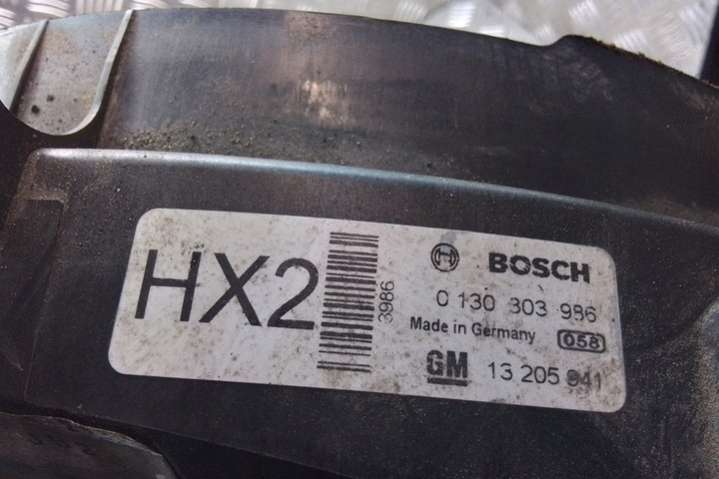 HX2
3986
BOSCH
0 130 303 986
Made in Germany 058
GM 13 205 941